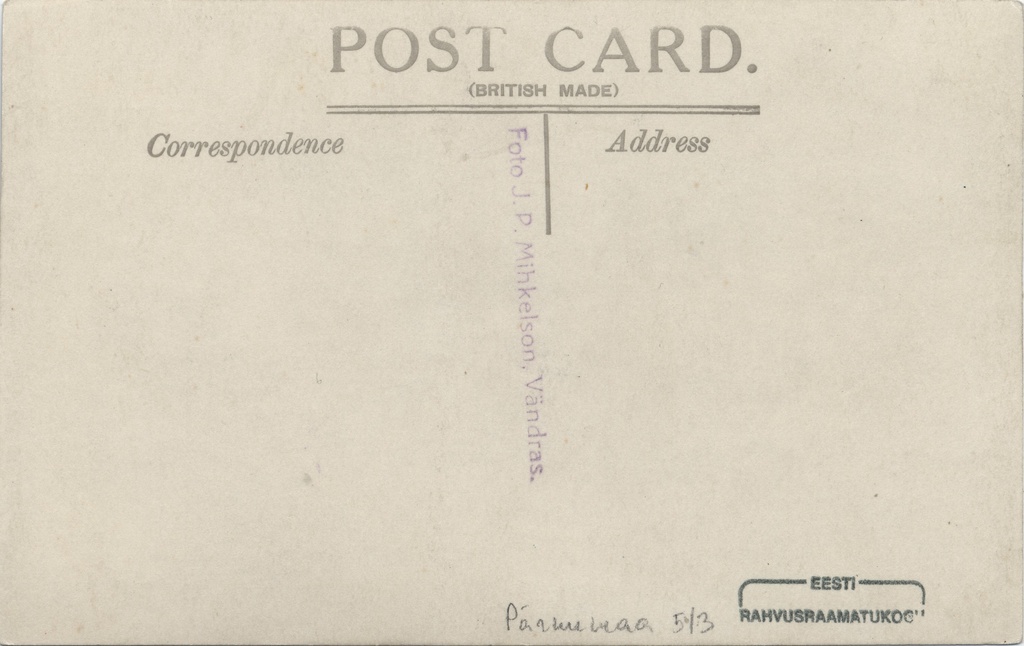 POST CARD.
(BRITISH MADE)
Correspondence
Address
Foto J. P. Mihkelson, Vändras.
Pärnumaa 5/3
EESTI
RAHVUSRAAMATUKOG"